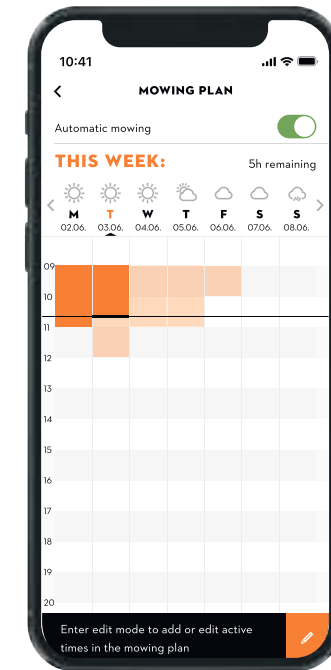 10:41
MOWING PLAN
Automatic mowing
THIS WEEK:
5h remaining
M T W T F S S
02.06. 03.06. 04.06. 05.06. 06.06. 07.06. 08.06.
09
10
11
12
13
14
15
16
17
18
19
20
Enter edit mode to add or edit active
times in the mowing plan